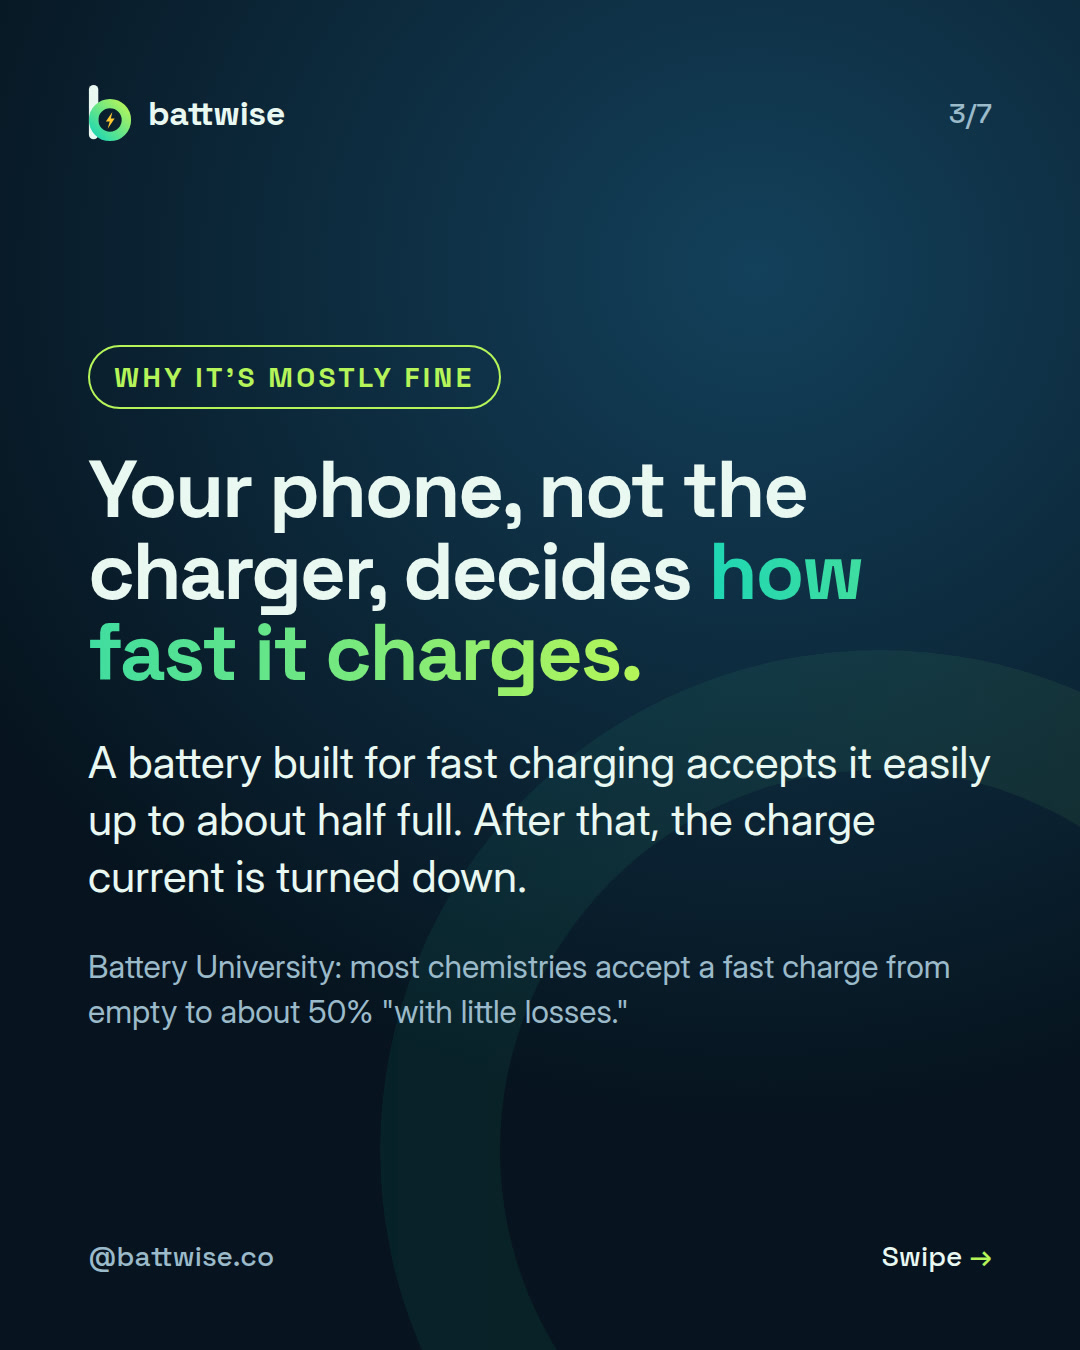 battwise
3/7
WHY IT’S MOSTLY FINE
Your phone, not the
charger, decides how
fast it charges.
A battery built for fast charging accepts it easily
up to about half full. After that, the charge
current is turned down.
Battery University: most chemistries accept a fast charge from
empty to about 50% "with little losses."
@battwise.co
Swipe →